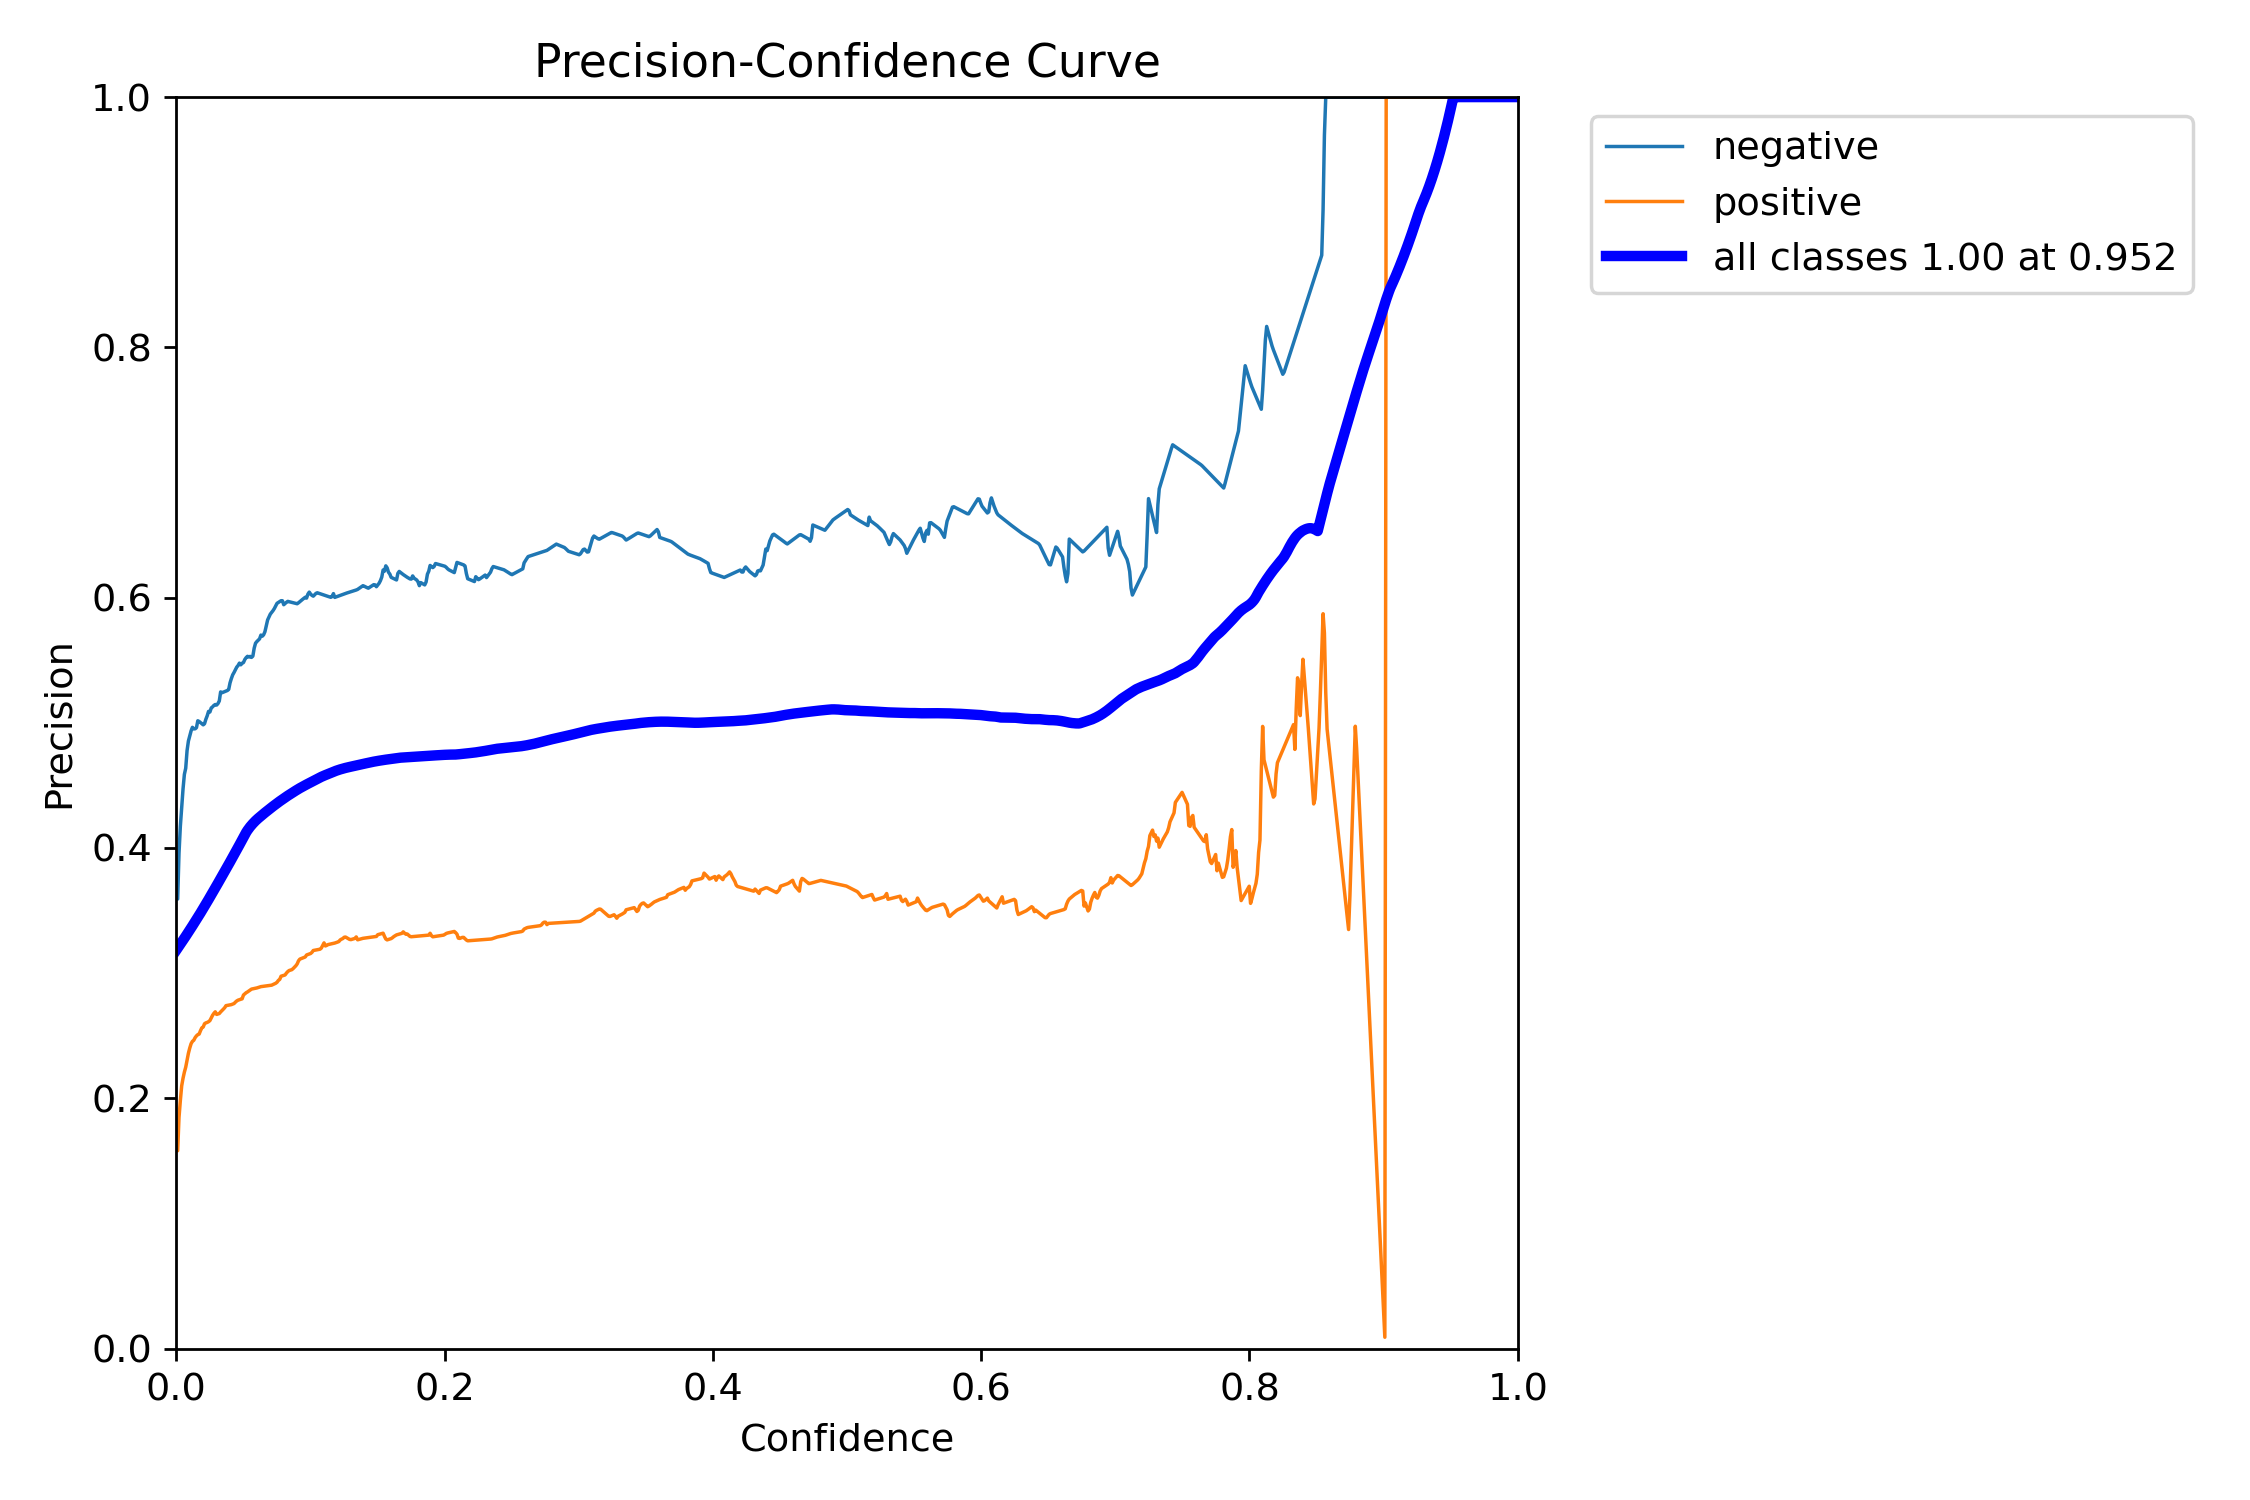 Precision-Confidence Curve
1.0
0.8
0.6
0.4
0.2
0.0
Precision
0.0 0.2 0.4 0.6 0.8 1.0
Confidence
negative
positive
all classes 1.00 at 0.952